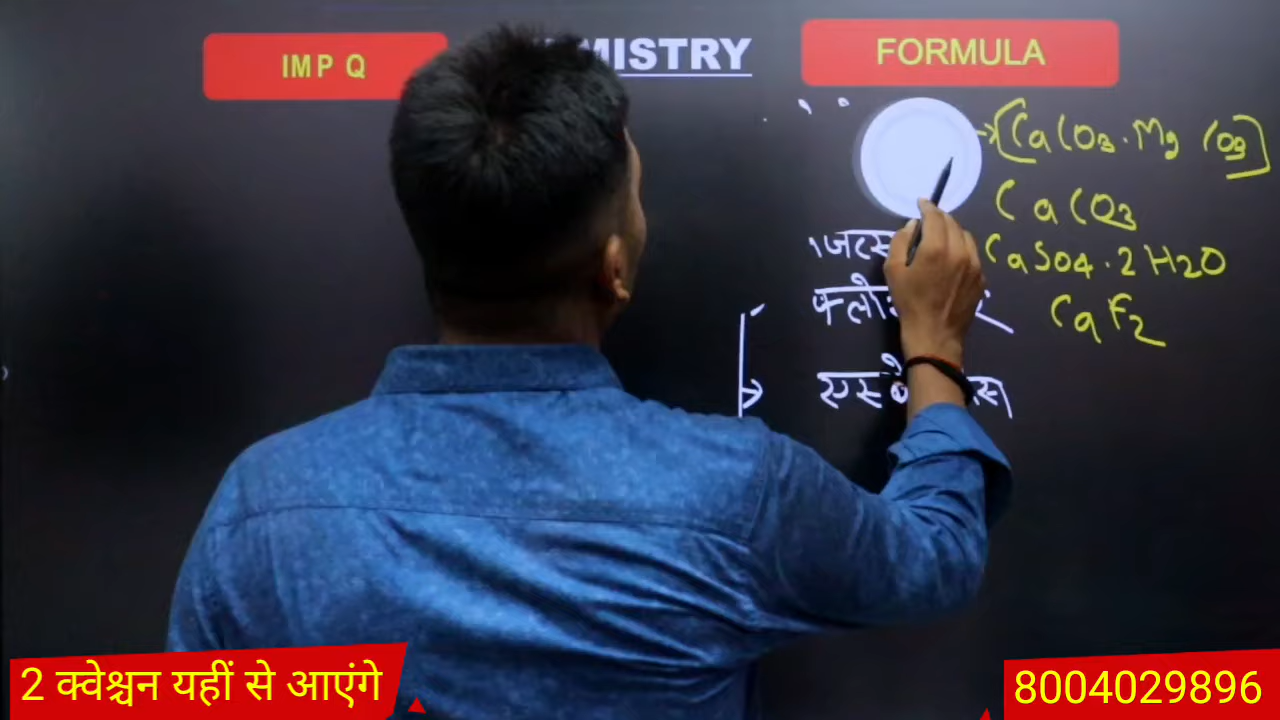 IMP Q
MISTRY
FORMULA
[CaCO3.MgCO3]
CaCO3
CaSO4.2H2O
CaF2
2 क्वेश्चन यहीं से आएंगे
8004029896